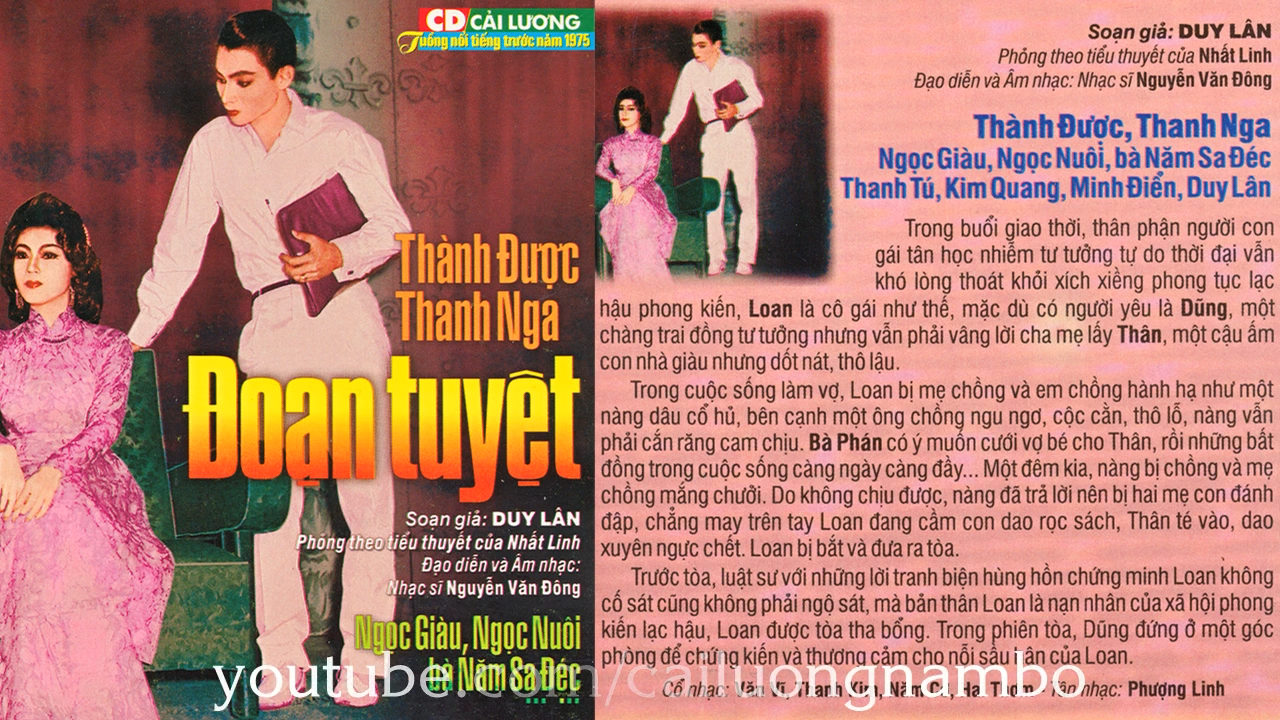 CD CẢI LƯƠNG
Tuồng nổi tiếng trước năm 1975
Thành Được
Thanh Nga
Đoạn tuyệt
Soạn giả: DUY LÂN
Phỏng theo tiểu thuyết của Nhất Linh
Đạo diễn và Âm nhạc:
Nhạc sĩ Nguyễn Văn Đông
Ngọc Giàu, Ngọc Nuôi
bà Năm Sa Đéc
Soạn giả: DUY LÂN
Phỏng theo tiểu thuyết của Nhất Linh
Đạo diễn và Âm nhạc: Nhạc sĩ Nguyễn Văn Đông
Thành Được, Thanh Nga
Ngọc Giàu, Ngọc Nuôi, bà Năm Sa Đéc
Thanh Tú, Kim Quang, Minh Điển, Duy Lân
Trong buổi giao thời, thân phận người con
gái tân học nhiễm tư tưởng tự do thời đại vẫn
khó lòng thoát khỏi xích xiềng phong tục lạc
hậu phong kiến, Loan là cô gái như thế, mặc dù có người yêu là Dũng, một
chàng trai đồng tư tưởng nhưng vẫn phải vâng lời cha mẹ lấy Thân, một cậu ấm
con nhà giàu nhưng dốt nát, thô lậu.
Trong cuộc sống làm vợ, Loan bị mẹ chồng và em chồng hành hạ như một
nàng dâu cổ hủ, bên cạnh một ông chồng ngu ngơ, cộc cằn, thô lỗ, nàng vẫn
phải cắn răng cam chịu. Bà Phán có ý muốn cưới vợ bé cho Thân, rồi những bất
đồng trong cuộc sống càng ngày càng đầy... Một đêm kia, nàng bị chồng và mẹ
chồng mắng chưởi. Do không chịu được, nàng đã trả lời nên bị hai mẹ con đánh
đập, chẳng may trên tay Loan đang cầm con dao rọc sách, Thân té vào, dao
xuyên ngực chết. Loan bị bắt và đưa ra tòa.
Trước tòa, luật sư với những lời tranh biện hùng hồn chứng minh Loan không
cố sát cũng không phải ngộ sát, mà bản thân Loan là nạn nhân của xã hội phong
kiến lạc hậu, Loan được tòa tha bổng. Trong phiên tòa, Dũng đứng ở một góc
phòng để chứng kiến và thương cảm cho nỗi sầu hận của Loan.
Cổ nhạc: Văn Vĩ, Thanh Kim, Năm Cơ, Hai Thơm - Tân nhạc: Phượng Linh
youtube.com/cailuongnambo